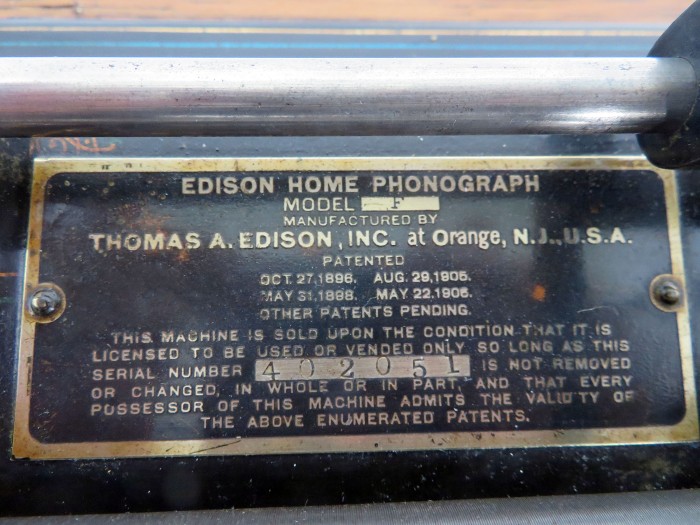 EDISON HOME PHONOGRAPH
MODEL F
MANUFACTURED BY
THOMAS A. EDISON, INC. at Orange, N.J., U.S.A.
PATENTED
OCT. 27, 1896. AUG. 29, 1905.
MAY 31, 1898. MAY 22, 1906.
OTHER PATENTS PENDING.
THIS MACHINE IS SOLD UPON THE CONDITION THAT IT IS
LICENSED TO BE USED OR VENDED ONLY SO LONG AS THIS
SERIAL NUMBER 402051 IS NOT REMOVED
OR CHANGED, IN WHOLE OR IN PART, AND THAT EVERY
POSSESSOR OF THIS MACHINE ADMITS THE VALIDITY OF
THE ABOVE ENUMERATED PATENTS.